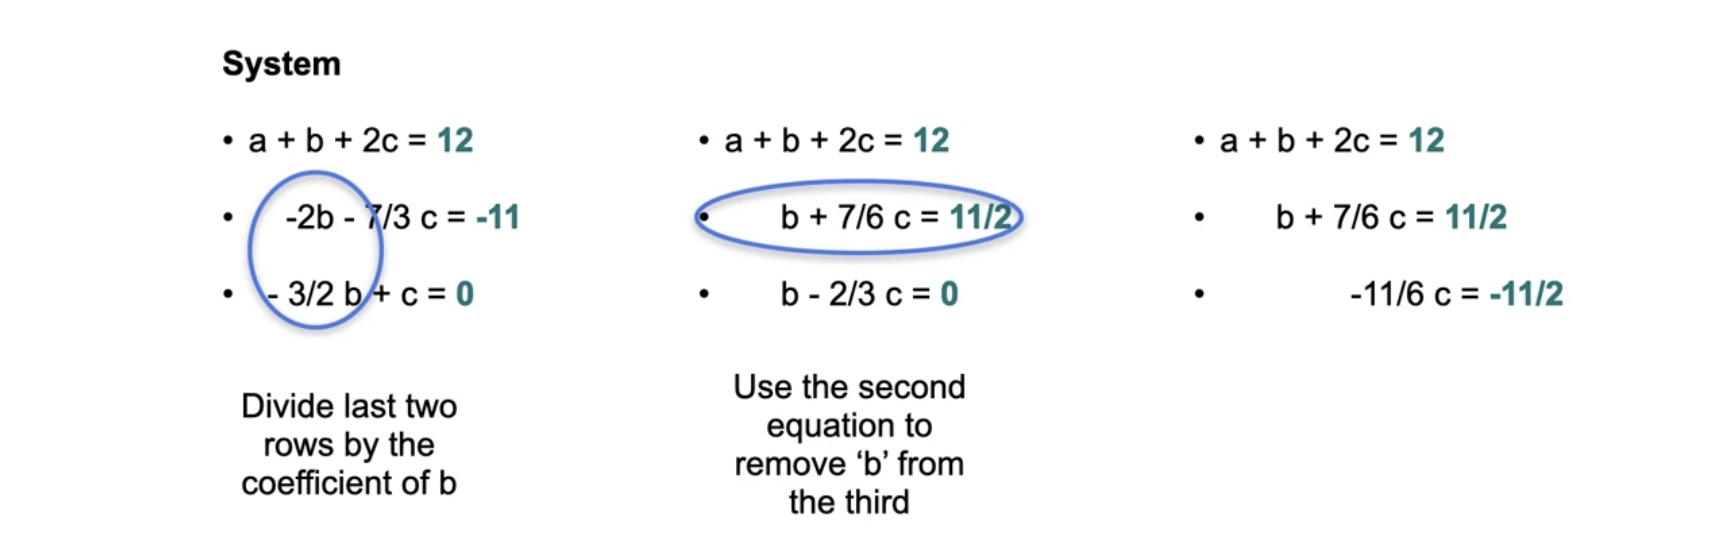 System
• a + b + 2c = 12
• -2b - 7/3 c = -11
• - 3/2 b + c = 0
Divide last two
rows by the
coefficient of b
• a + b + 2c = 12
• b + 7/6 c = 11/2
• b - 2/3 c = 0
Use the second
equation to
remove ‘b’ from
the third
• a + b + 2c = 12
• b + 7/6 c = 11/2
• -11/6 c = -11/2